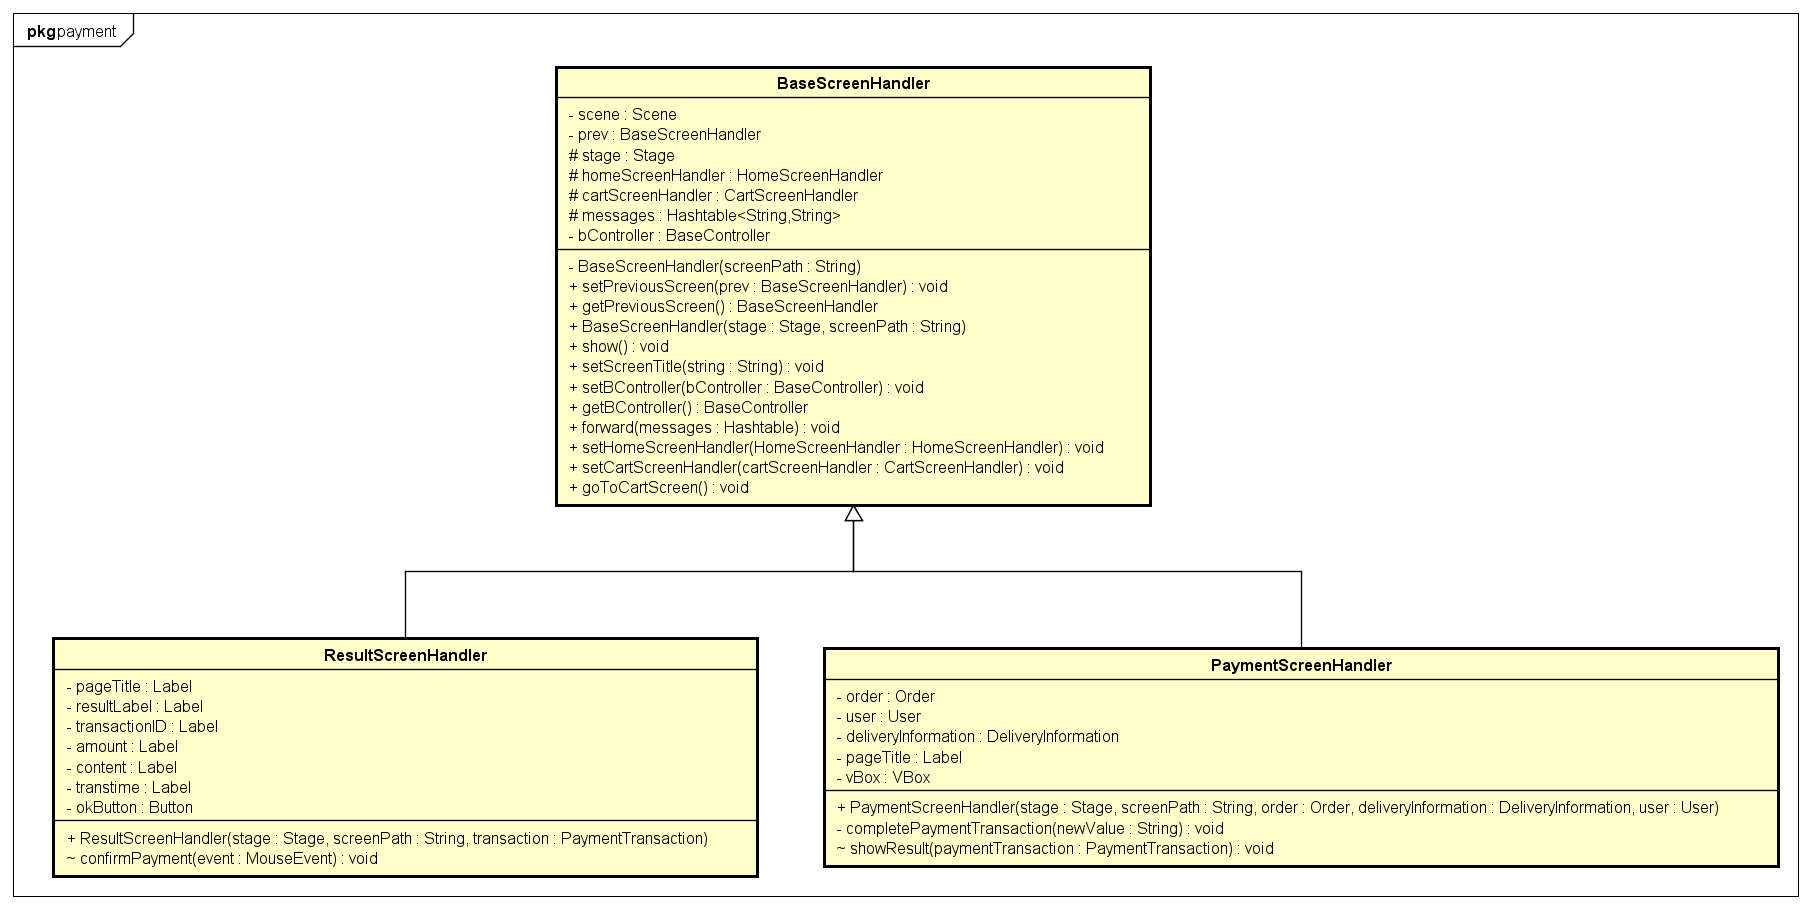 pkg payment
BaseScreenHandler
- scene : Scene
- prev : BaseScreenHandler
# stage : Stage
# homeScreenHandler : HomeScreenHandler
# cartScreenHandler : CartScreenHandler
# messages : Hashtable<String,String>
- bController : BaseController
- BaseScreenHandler(screenPath : String)
+ setPreviousScreen(prev : BaseScreenHandler) : void
+ getPreviousScreen() : BaseScreenHandler
+ BaseScreenHandler(stage : Stage, screenPath : String)
+ show() : void
+ setScreenTitle(string : String) : void
+ setBController(bController : BaseController) : void
+ getBController() : BaseController
+ forward(messages : Hashtable) : void
+ setHomeScreenHandler(HomeScreenHandler : HomeScreenHandler) : void
+ setCartScreenHandler(cartScreenHandler : CartScreenHandler) : void
+ goToCartScreen() : void
ResultScreenHandler
- pageTitle : Label
- resultLabel : Label
- transactionID : Label
- amount : Label
- content : Label
- transtime : Label
- okButton : Button
+ ResultScreenHandler(stage : Stage, screenPath : String, transaction : PaymentTransaction)
~ confirmPayment(event : MouseEvent) : void
PaymentScreenHandler
- order : Order
- user : User
- deliveryInformation : DeliveryInformation
- pageTitle : Label
- vBox : VBox
+ PaymentScreenHandler(stage : Stage, screenPath : String, order : Order, deliveryInformation : DeliveryInformation, user : User)
- completePaymentTransaction(newValue : String) : void
~ showResult(paymentTransaction : PaymentTransaction) : void